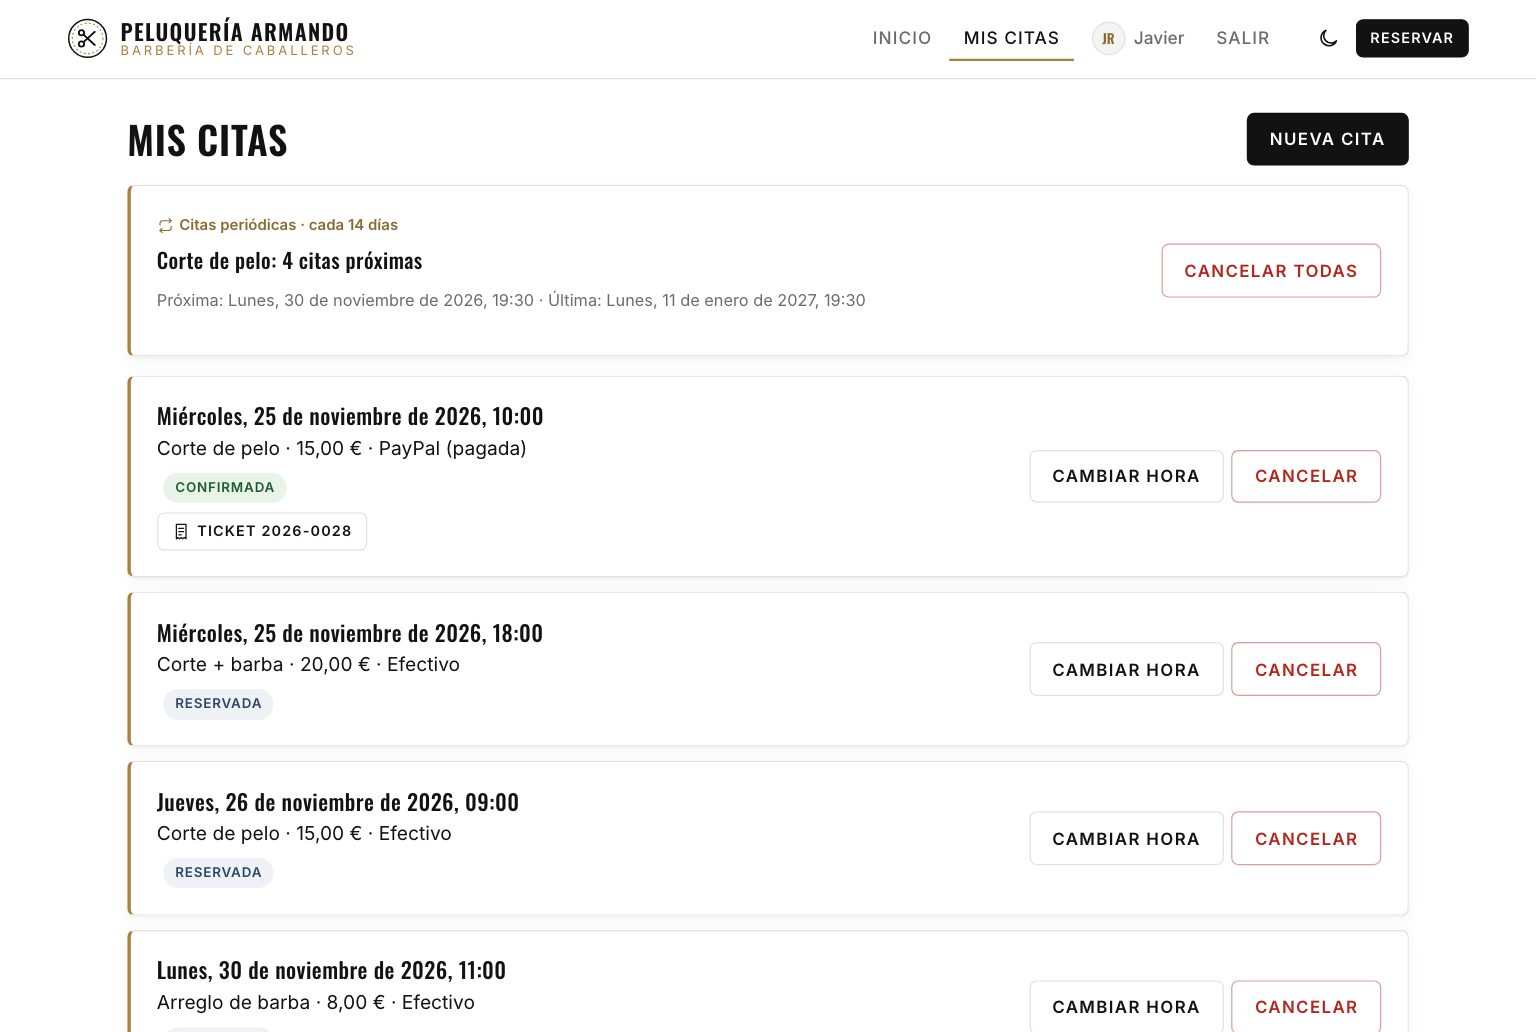 PELUQUERÍA ARMANDO
BARBERÍA DE CABALLEROS
INICIO
MIS CITAS
JR
Javier
SALIR
RESERVAR
MIS CITAS
NUEVA CITA
Citas periódicas · cada 14 días
Corte de pelo: 4 citas próximas
Próxima: Lunes, 30 de noviembre de 2026, 19:30 · Última: Lunes, 11 de enero de 2027, 19:30
CANCELAR TODAS
Miércoles, 25 de noviembre de 2026, 10:00
Corte de pelo · 15,00 € · PayPal (pagada)
CONFIRMADA
TICKET 2026-0028
CAMBIAR HORA
CANCELAR
Miércoles, 25 de noviembre de 2026, 18:00
Corte + barba · 20,00 € · Efectivo
RESERVADA
CAMBIAR HORA
CANCELAR
Jueves, 26 de noviembre de 2026, 09:00
Corte de pelo · 15,00 € · Efectivo
RESERVADA
CAMBIAR HORA
CANCELAR
Lunes, 30 de noviembre de 2026, 11:00
Arreglo de barba · 8,00 € · Efectivo
CAMBIAR HORA
CANCELAR